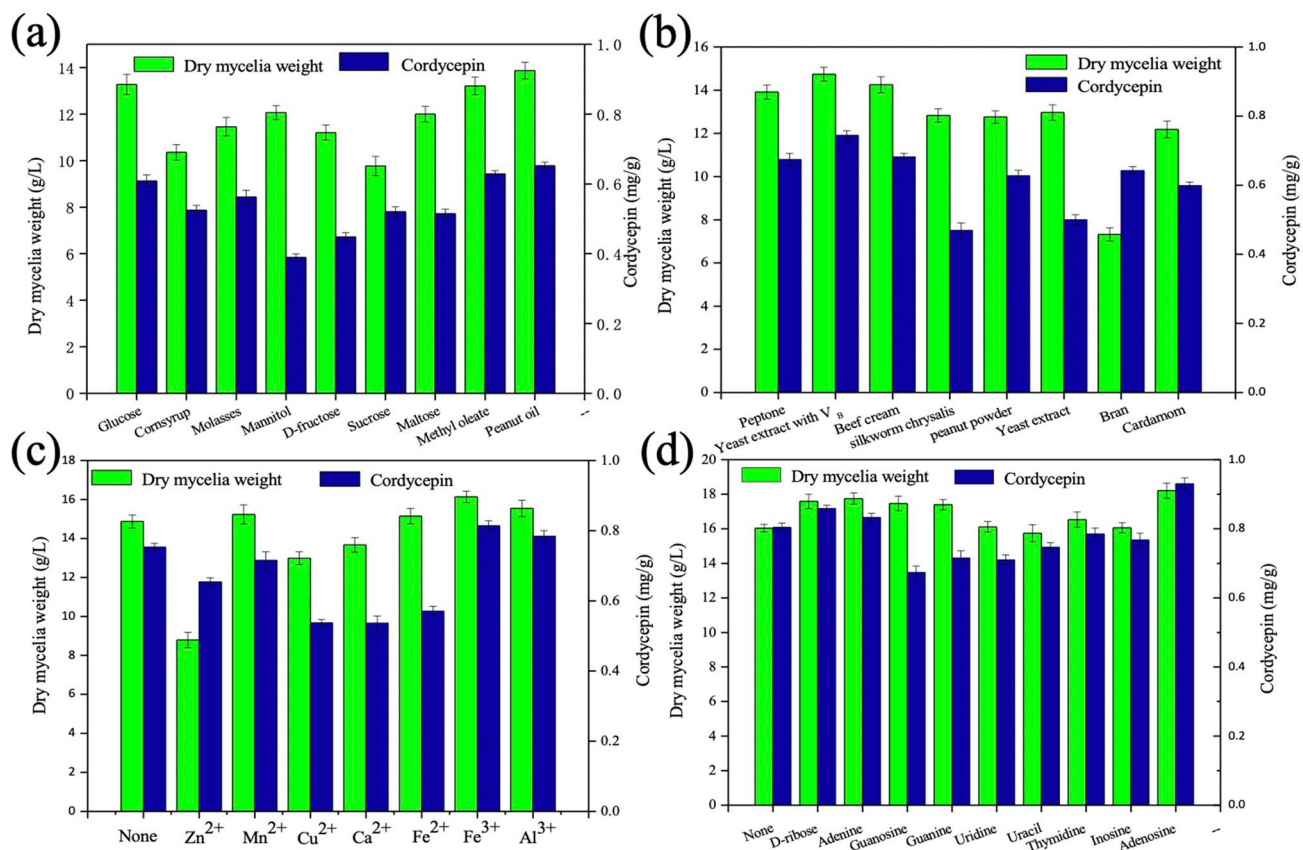 (a)
Dry mycelia weight
Cordycepin
Dry mycelia weight (g/L)
14
12
10
8
6
4
2
0
Cordycepin (mg/g)
1.0
0.8
0.6
0.4
0.2
0.0
Glucose
Cornsyrup
Molasses
Mannitol
D-fructose
Sucrose
Maltose
Methyl oleate
Peanut oil
--
(b)
Dry mycelia weight
Cordycepin
Dry mycelia weight (g/L)
16
14
12
10
8
6
4
2
0
Cordycepin (mg/g)
1.0
0.8
0.6
0.4
0.2
0.0
Peptone
Yeast extract with V B
Beef cream
silkworm chrysalis
peanut powder
Yeast extract
Bran
Cardamom
(c)
Dry mycelia weight
Cordycepin
Dry mycelia weight (g/L)
18
16
14
12
10
8
6
4
2
0
Cordycepin (mg/g)
1.0
0.8
0.6
0.4
0.2
0.0
None
Zn2+
Mn2+
Cu2+
Ca2+
Fe2+
Fe3+
Al3+
(d)
Dry mycelia weight
Cordycepin
Dry mycelia weight (g/L)
20
18
16
14
12
10
8
6
4
2
0
Cordycepin (mg/g)
1.0
0.8
0.6
0.4
0.2
0.0
None
D-ribose
Adenine
Guanosine
Guanine
Uridine
Uracil
Thymidine
Inosine
Adenosine
--